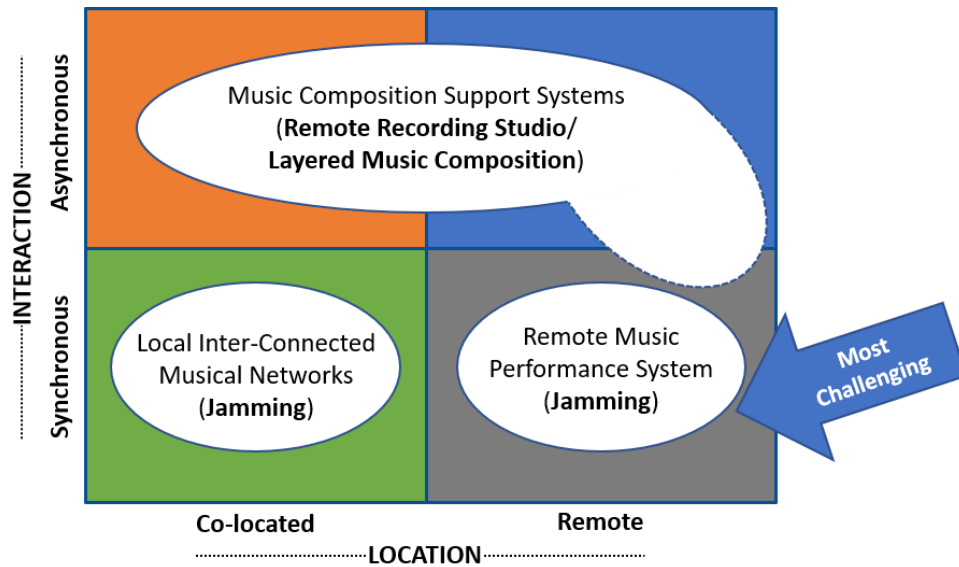 Music Composition Support Systems
(Remote Recording Studio/
Layered Music Composition)
Asynchronous
INTERACTION
Synchronous
Local Inter-Connected
Musical Networks
(Jamming)
Remote Music
Performance System
(Jamming)
Most
Challenging
Co-located
Remote
LOCATION